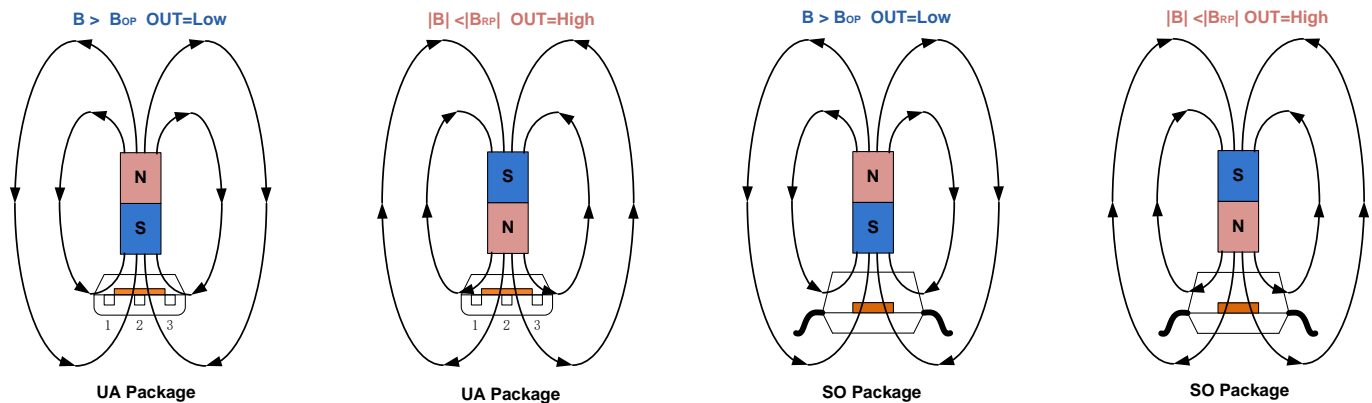 B > BOP OUT=Low
|B| <|BRP| OUT=High
B > BOP OUT=Low
|B| <|BRP| OUT=High
N
S
S
N
N
S
S
N
1 2 3
1 2 3
UA Package
UA Package
SO Package
SO Package